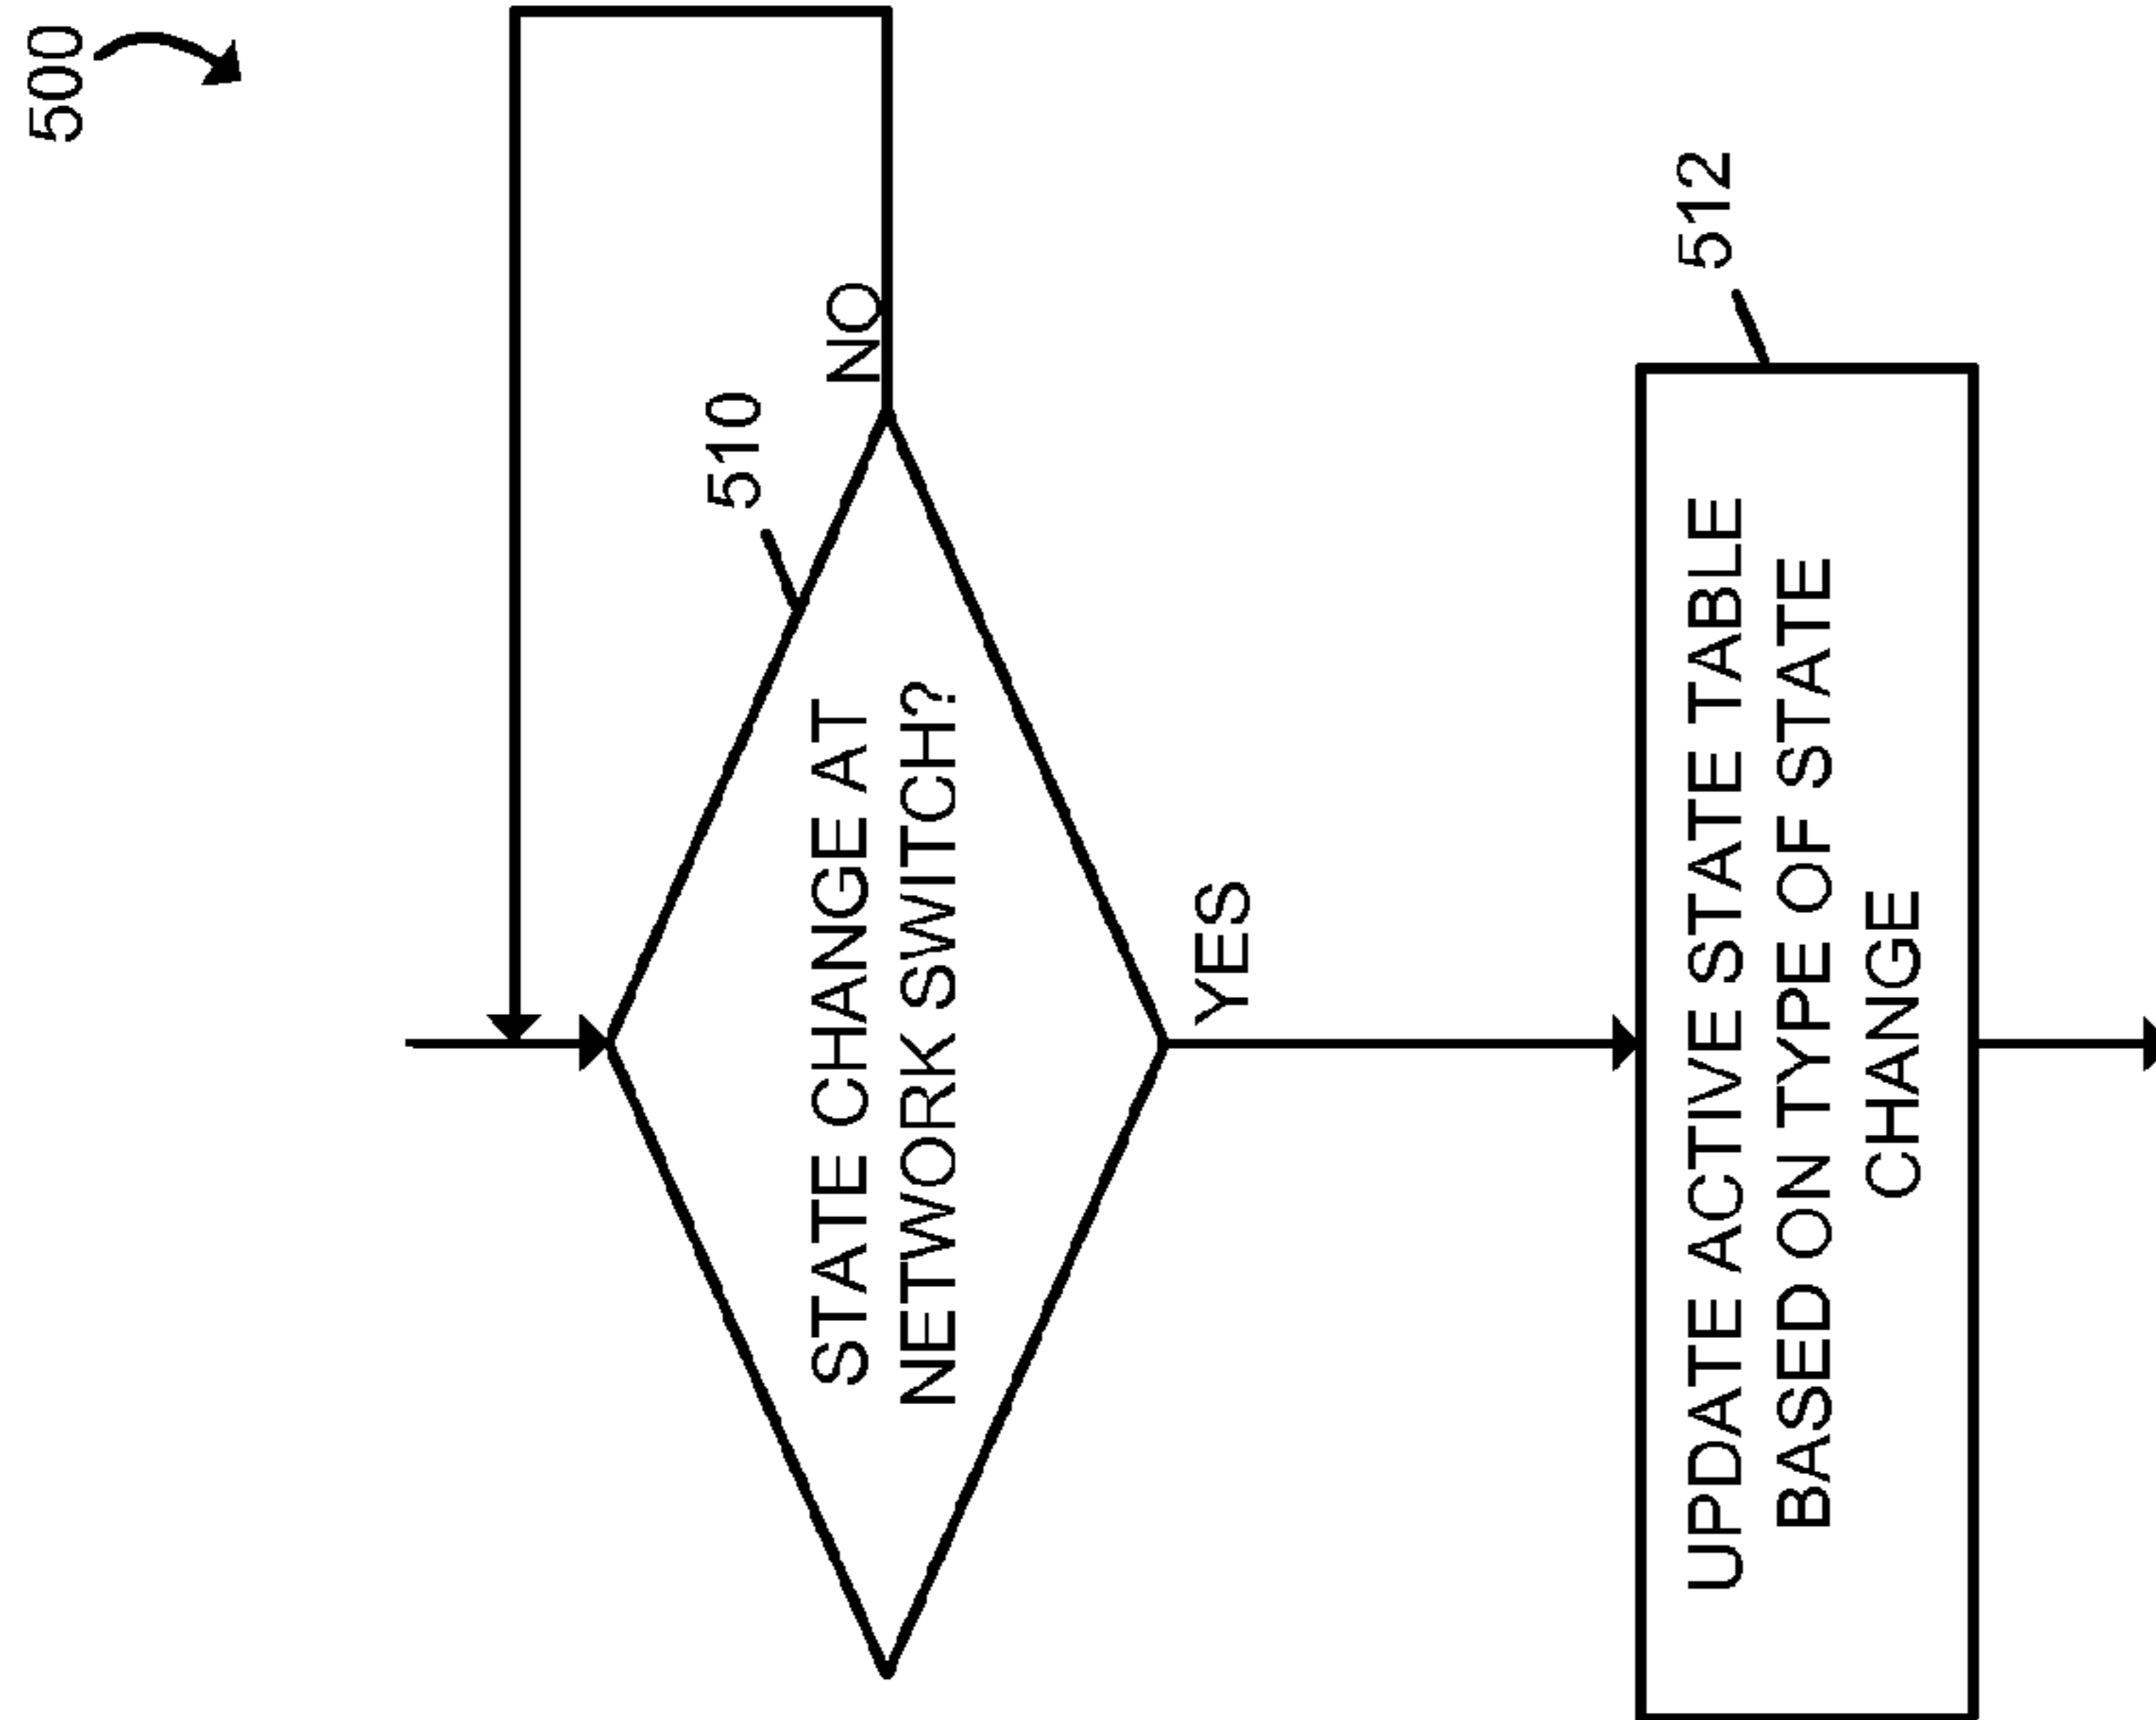 500
510
STATE CHANGE AT
NETWORK SWITCH?
NO
YES
512
UPDATE ACTIVE STATE TABLE
BASED ON TYPE OF STATE
CHANGE